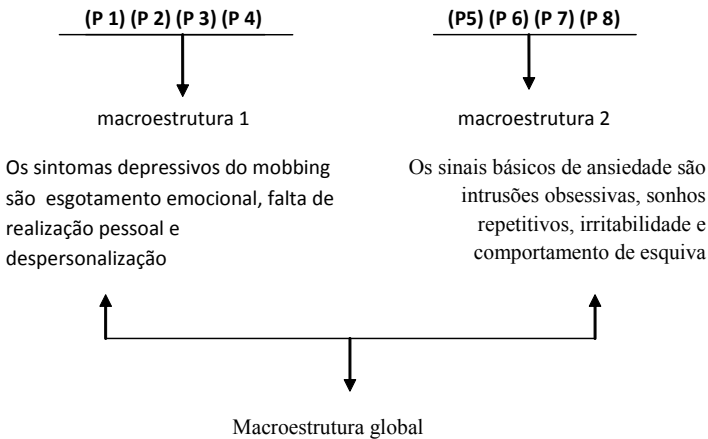 (P 1) (P 2) (P 3) (P 4)
(P5) (P 6) (P 7) (P 8)
macroestrutura 1
macroestrutura 2
Os sintomas depressivos do mobbing
são esgotamento emocional, falta de
realização pessoal e
despersonalização
Os sinais básicos de ansiedade são
intrusões obsessivas, sonhos
repetitivos, irritabilidade e
comportamento de esquiva
Macroestrutura global